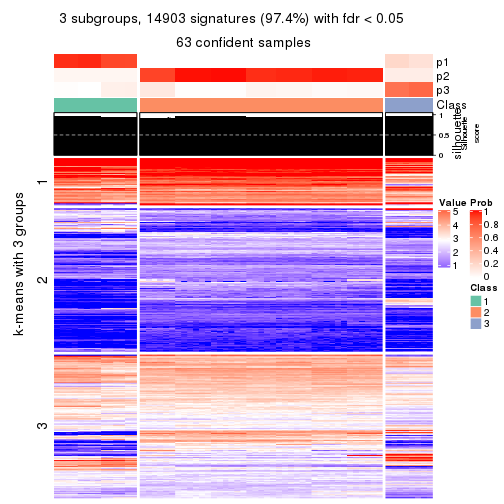 3 subgroups, 14903 signatures (97.4%) with fdr < 0.05
63 confident samples
p1
p2
p3
Class
silhouette
Silhouette
score
1
0.5
0
k-means with 3 groups
1
2
3
Value
5
4
3
2
1
Prob
1
0.8
0.6
0.4
0.2
0
Class
1
2
3